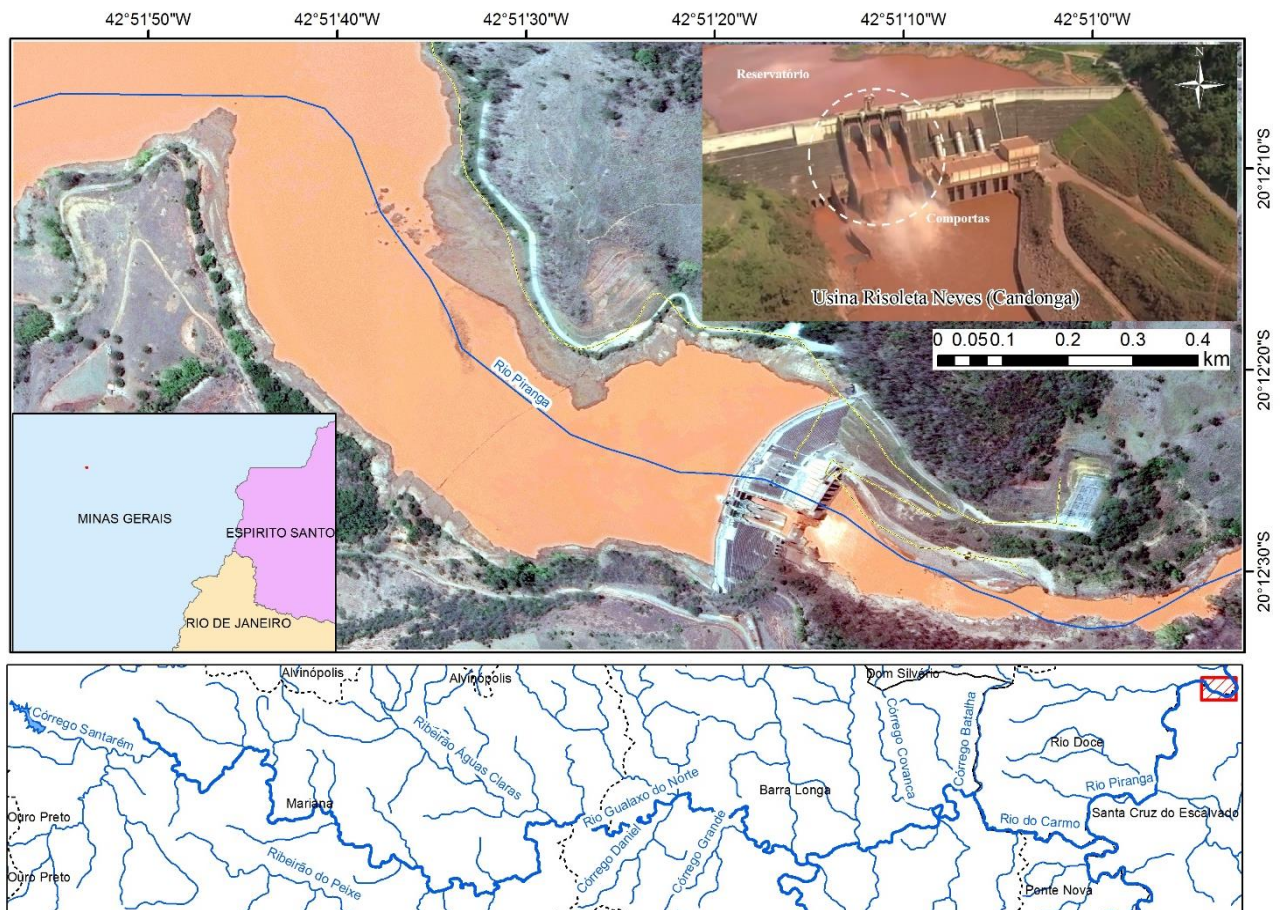 42°51'50"W
42°51'40"W
42°51'30"W
42°51'20"W
42°51'10"W
42°51'0"W
Reservatório
N
Comportas
Usina Risoleta Neves (Candonga)
20°12'10"S
0 0.05 0.1 0.2 0.3 0.4
km
20°12'20"S
Rio Piranga
MINAS GERAIS
ESPIRITO SANTO
RIO DE JANEIRO
20°12'30"S
Alvinópolis
Alvinópolis
Dom Silvério
Córrego Santarém
Ribeirão Águas Claras
Córrego Covanca
Córrego Batalha
Rio Doce
Rio Piranga
Mariana
Rio Gualaxo do Norte
Barra Longa
Ouro Preto
Santa Cruz do Escalvado
Rio do Carmo
Córrego Daniel
Córrego Grande
Ribeirão do Peixe
Ouro Preto
Ponte Nova